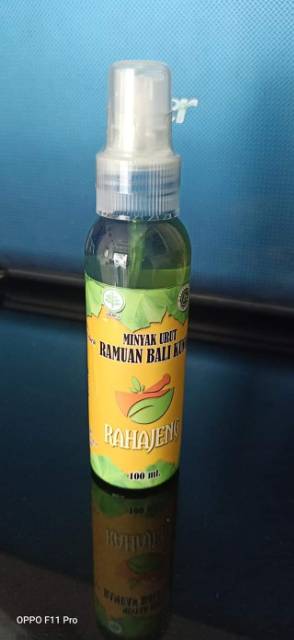 MINYAK URUT
RAMUAN BALI
RAHAJENG
100 ml
OPPO F11 Pro